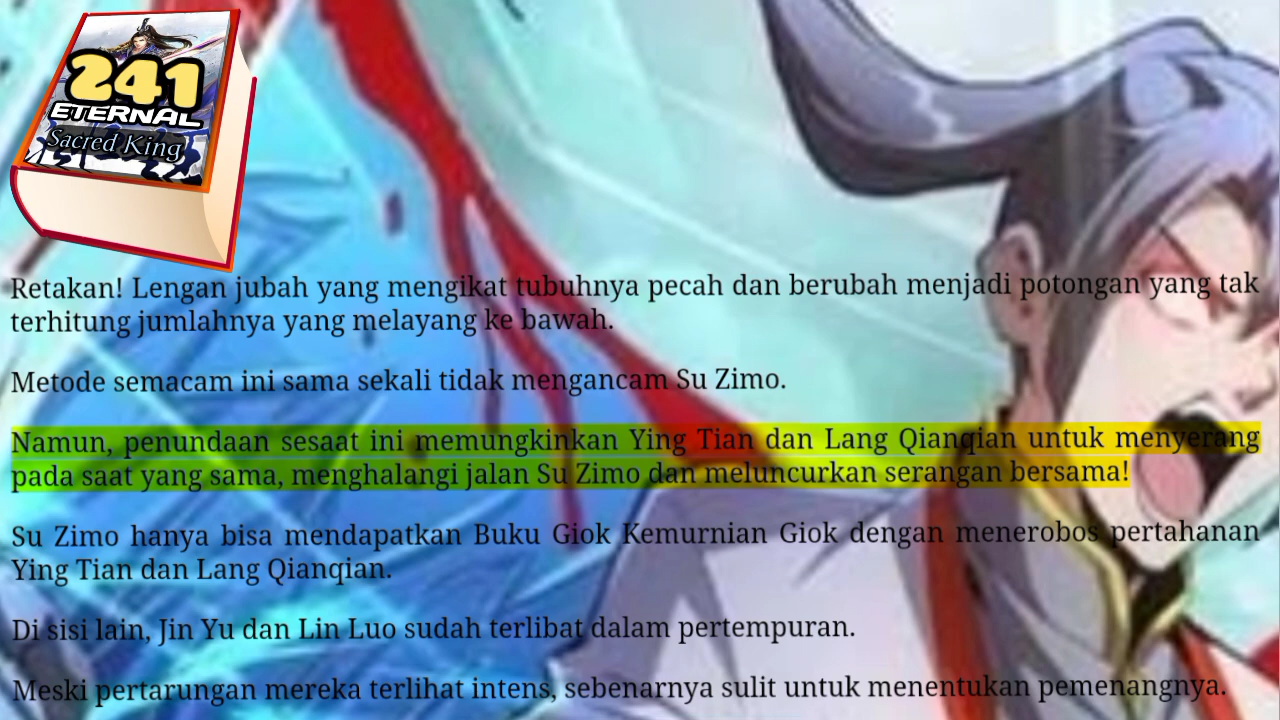 241
ETERNAL
Sacred King
Retakan! Lengan jubah yang mengikat tubuhnya pecah dan berubah menjadi potongan yang tak
terhitung jumlahnya yang melayang ke bawah.
Metode semacam ini sama sekali tidak mengancam Su Zimo.
Namun, penundaan sesaat ini memungkinkan Ying Tian dan Lang Qianqian untuk menyerang
pada saat yang sama, menghalangi jalan Su Zimo dan meluncurkan serangan bersama!
Su Zimo hanya bisa mendapatkan Buku Giok Kemurnian Giok dengan menerobos pertahanan
Ying Tian dan Lang Qianqian.
Di sisi lain, Jin Yu dan Lin Luo sudah terlibat dalam pertempuran.
Meski pertarungan mereka terlihat intens, sebenarnya sulit untuk menentukan pemenangnya.